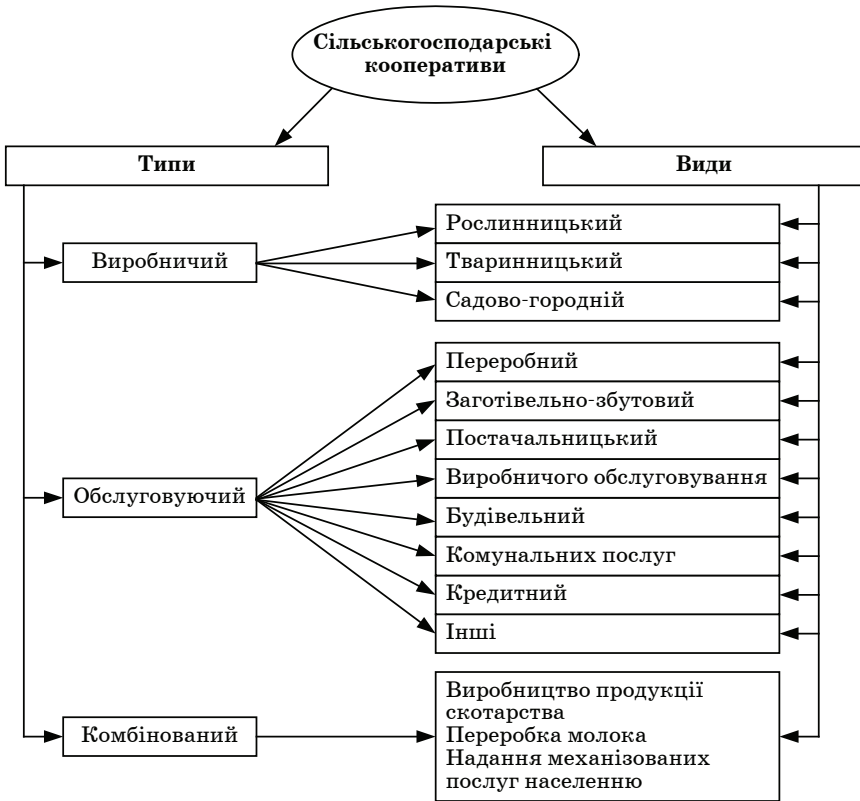 Сільськогосподарські
кооперативи
Типи
Види
Виробничий
Рослинницький
Тваринницький
Садово-городній
Обслуговуючий
Переробний
Заготівельно-збутовий
Постачальницький
Виробничого обслуговування
Будівельний
Комунальних послуг
Кредитний
Інші
Комбінований
Виробництво продукції
скотарства
Переробка молока
Надання механізованих
послуг населенню